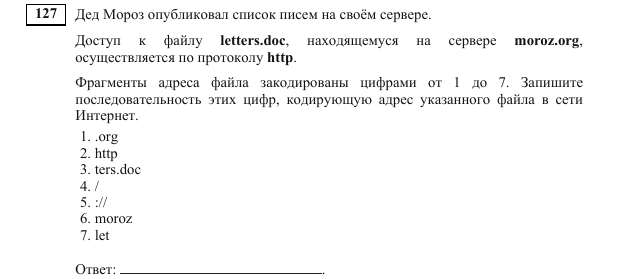 127 Дед Мороз опубликовал список писем на своём сервере.
Доступ к файлу letters.doc, находящемуся на сервере moroz.org,
осуществляется по протоколу http.
Фрагменты адреса файла закодированы цифрами от 1 до 7. Запишите
последовательность этих цифр, кодирующую адрес указанного файла в сети
Интернет.
1. .org
2. http
3. ters.doc
4. /
5. ://
6. moroz
7. let
Ответ: ____________________________.